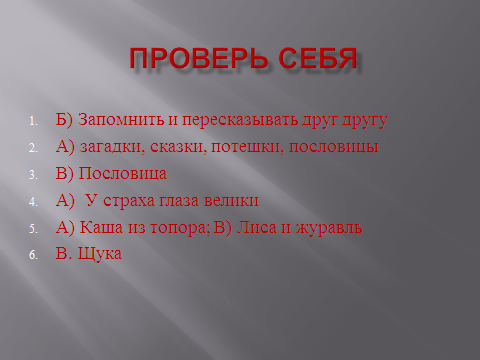 ПРОВЕРЬ СЕБЯ
1. Б) Запомнить и пересказывать друг другу
2. А) загадки, сказки, потешки, пословицы
3. В) Пословица
4. А) У страха глаза велики
5. А) Каша из топора; В) Лиса и журавль
6. В. Щука